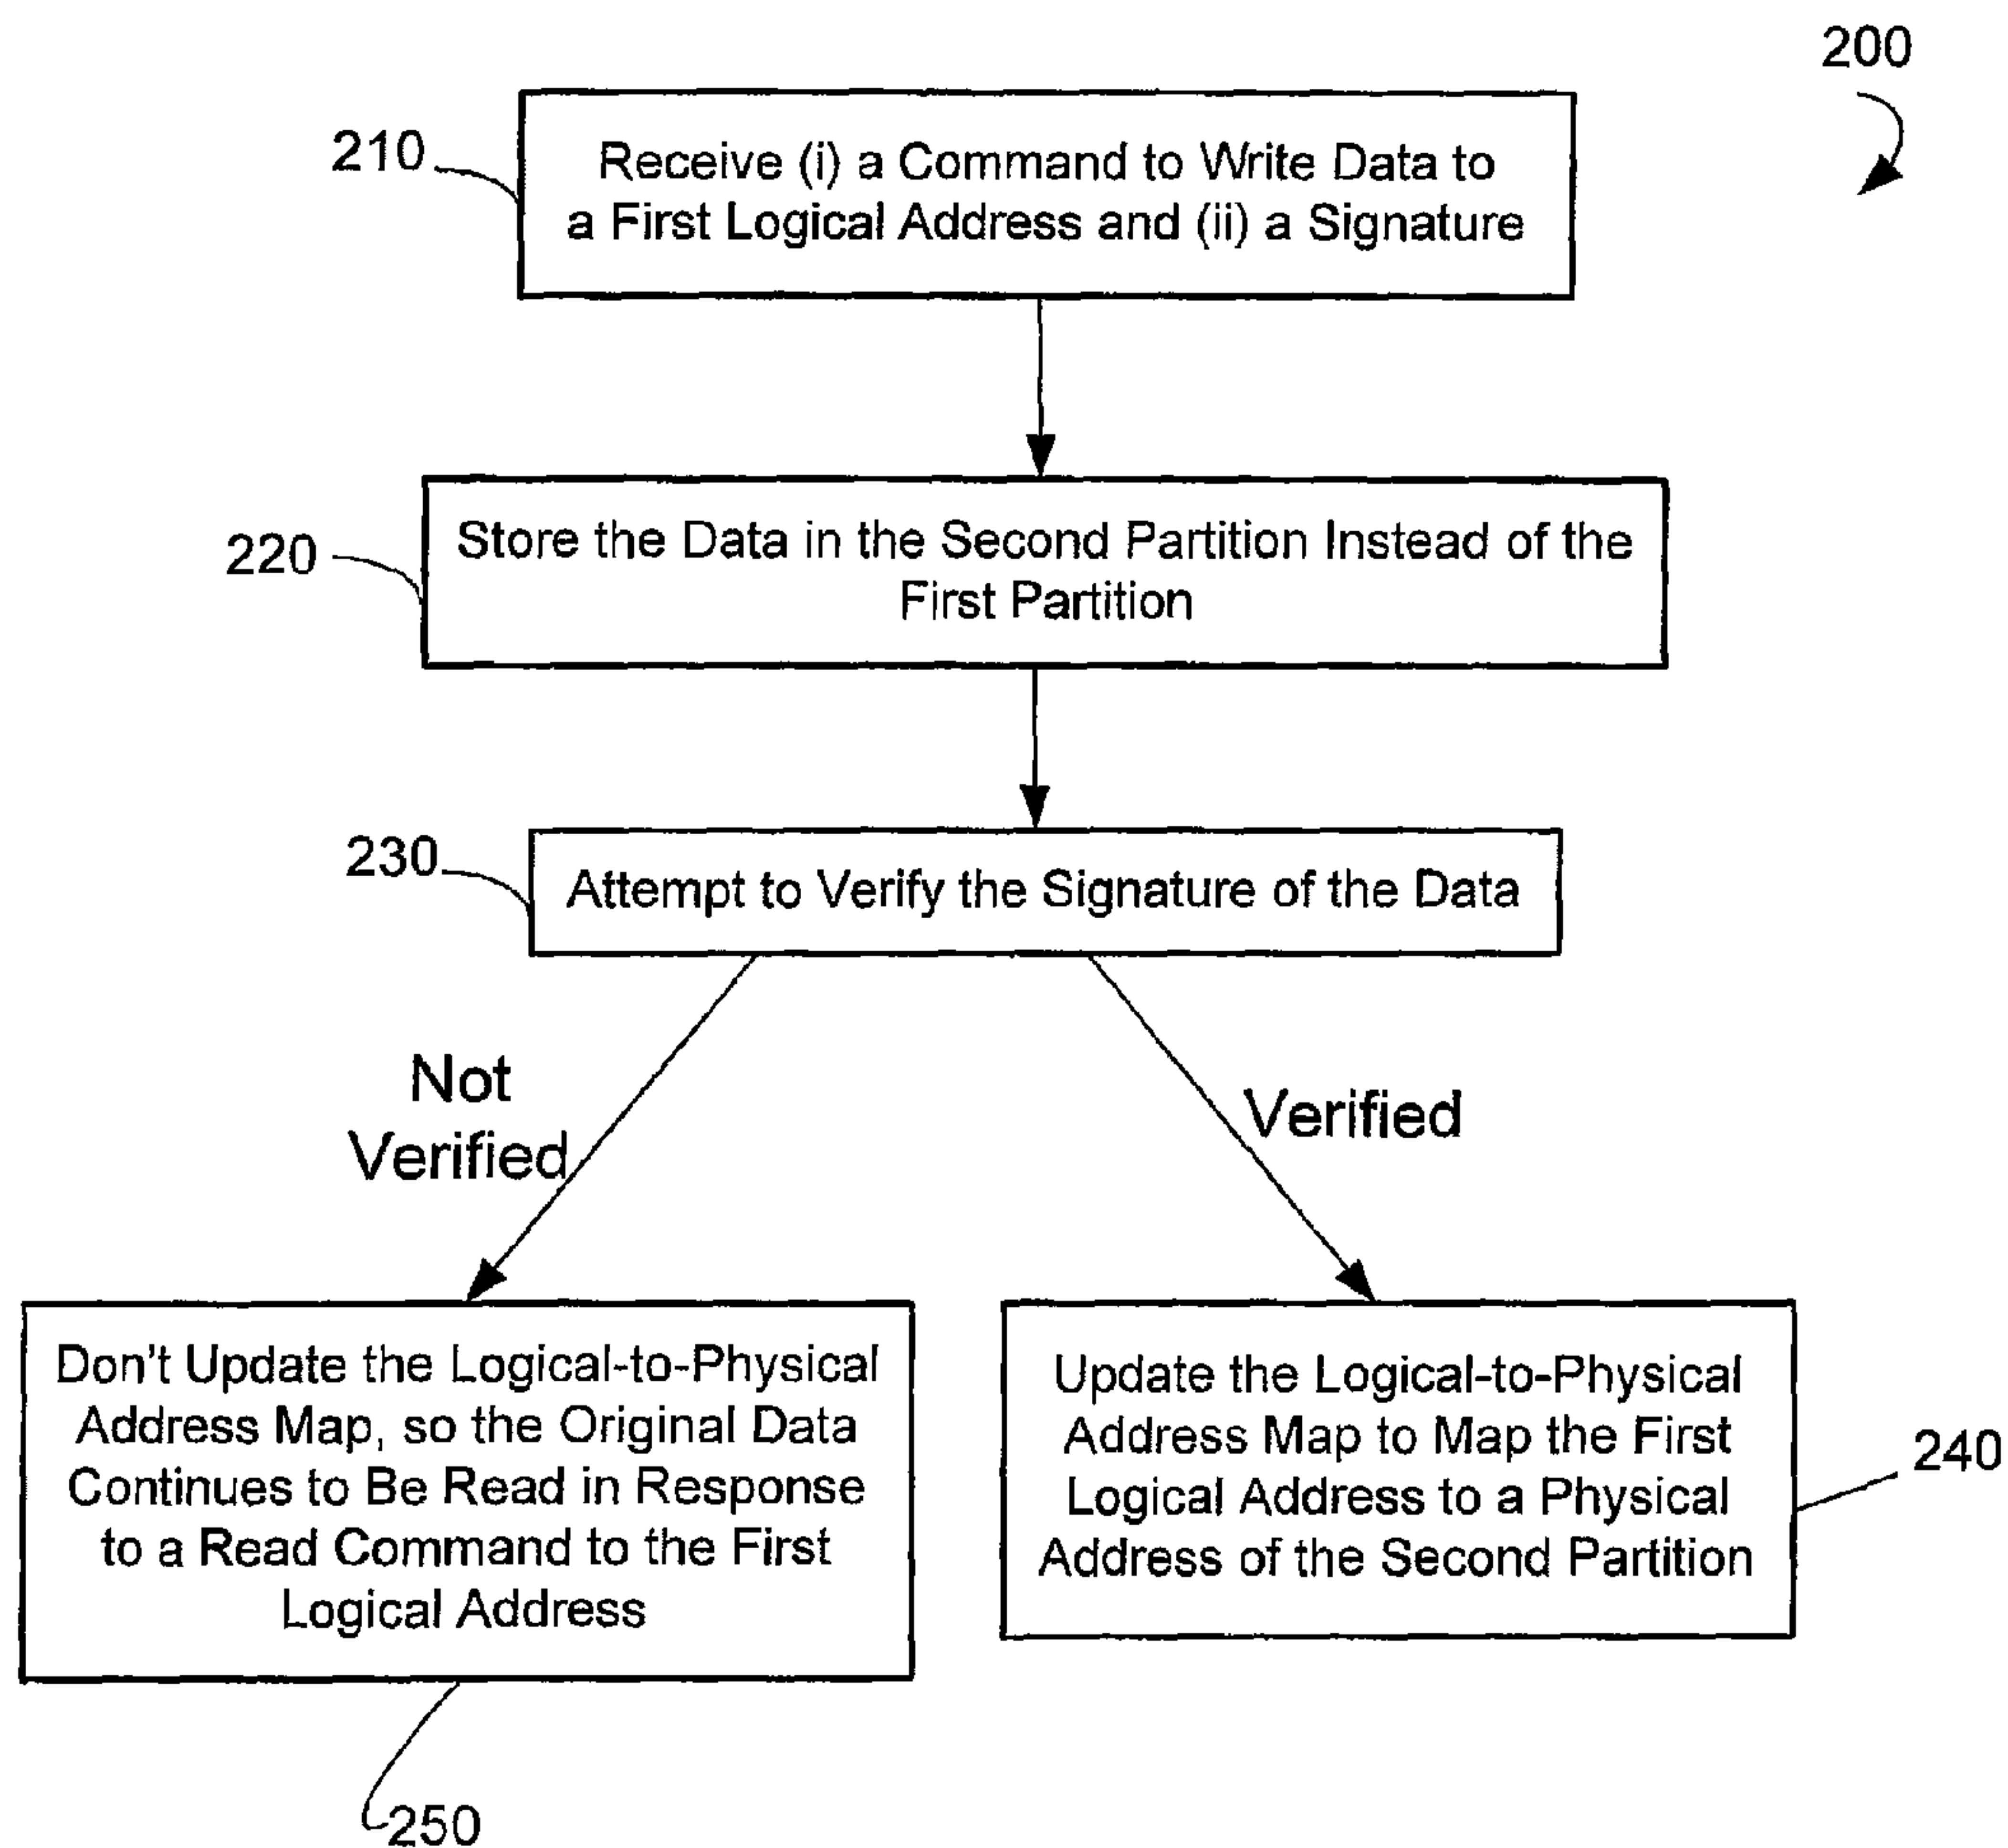 200
210
Receive (i) a Command to Write Data to
a First Logical Address and (ii) a Signature
220
Store the Data in the Second Partition Instead of the
First Partition
230
Attempt to Verify the Signature of the Data
Not
Verified
Verified
Don't Update the Logical-to-Physical
Address Map, so the Original Data
Continues to Be Read in Response
to a Read Command to the First
Logical Address
Update the Logical-to-Physical
Address Map to Map the First
Logical Address to a Physical
Address of the Second Partition
240
250